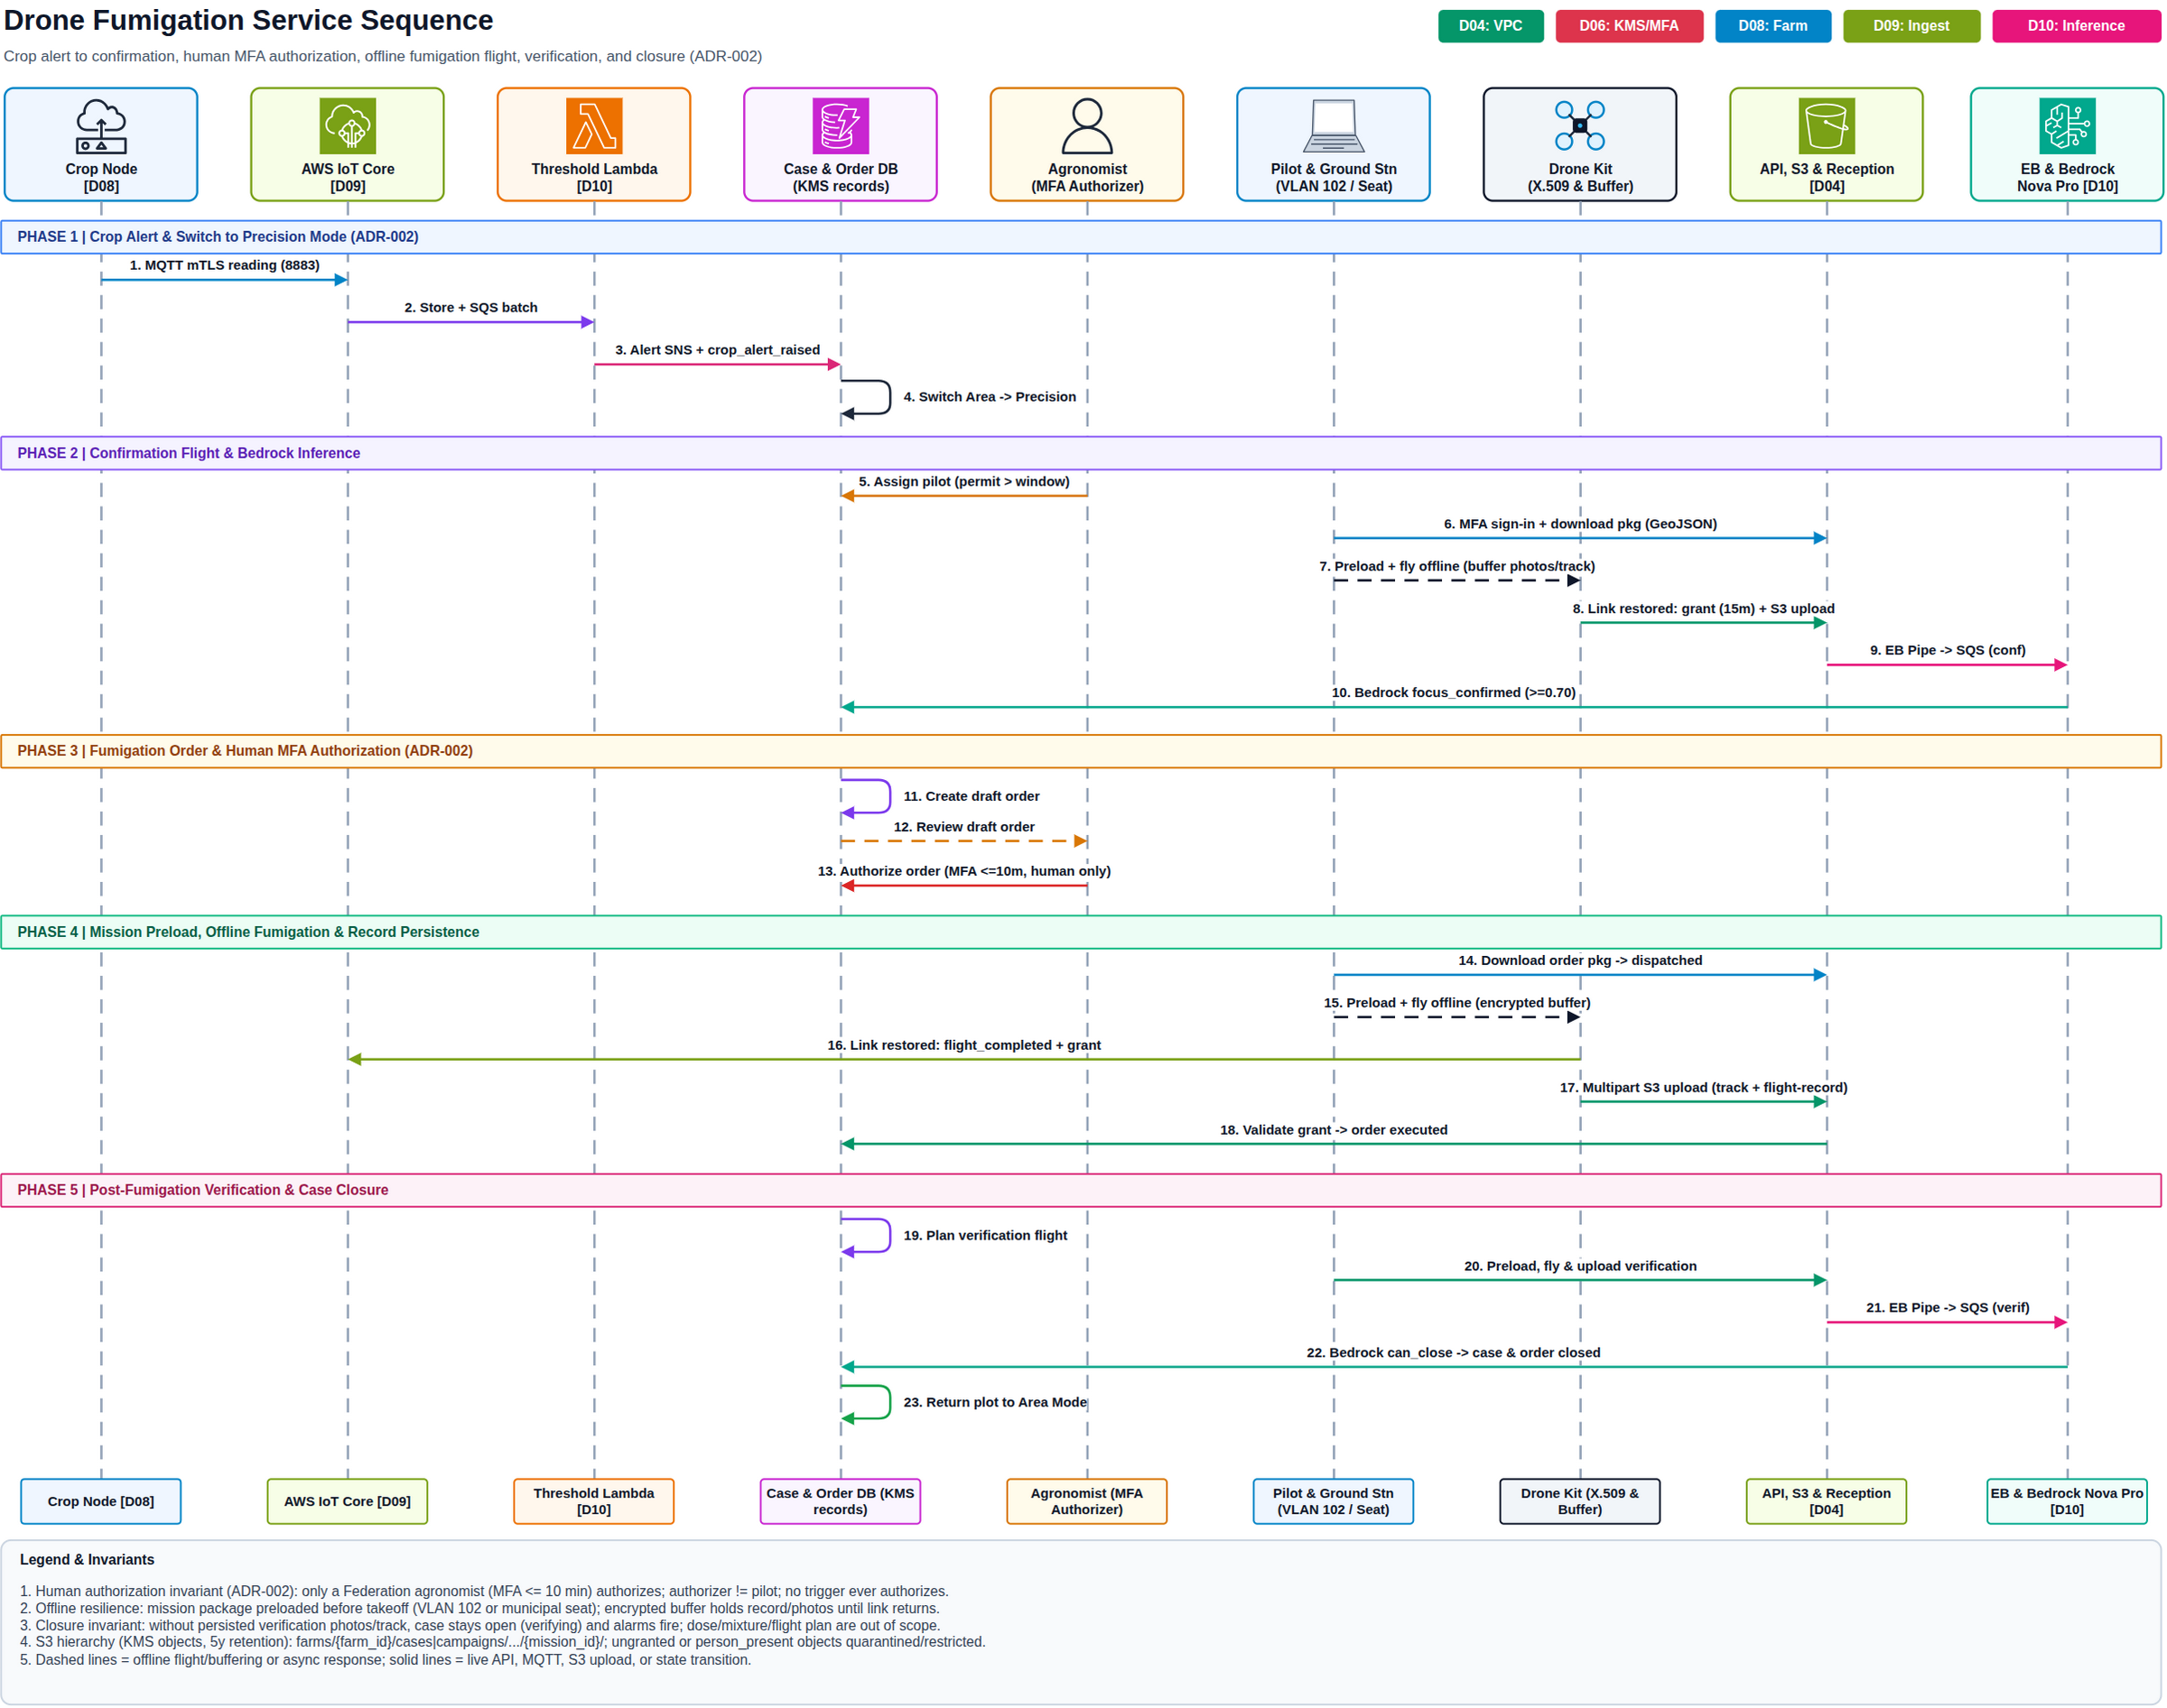 Drone Fumigation Service Sequence
D04: VPC
D06: KMS/MFA
D08: Farm
D09: Ingest
D10: Inference
Crop alert to confirmation, human MFA authorization, offline fumigation flight, verification, and closure (ADR-002)
Crop Node
[D08]
AWS IoT Core
[D09]
Threshold Lambda
[D10]
Case & Order DB
(KMS records)
Agronomist
(MFA Authorizer)
Pilot & Ground Stn
(VLAN 102 / Seat)
Drone Kit
(X.509 & Buffer)
API, S3 & Reception
[D04]
EB & Bedrock
Nova Pro [D10]
PHASE 1 | Crop Alert & Switch to Precision Mode (ADR-002)
1. MQTT mTLS reading (8883)
2. Store + SQS batch
3. Alert SNS + crop_alert_raised
4. Switch Area -> Precision
PHASE 2 | Confirmation Flight & Bedrock Inference
5. Assign pilot (permit > window)
6. MFA sign-in + download pkg (GeoJSON)
7. Preload + fly offline (buffer photos/track)
8. Link restored: grant (15m) + S3 upload
9. EB Pipe -> SQS (conf)
10. Bedrock focus_confirmed (>=0.70)
PHASE 3 | Fumigation Order & Human MFA Authorization (ADR-002)
11. Create draft order
12. Review draft order
13. Authorize order (MFA <=10m, human only)
PHASE 4 | Mission Preload, Offline Fumigation & Record Persistence
14. Download order pkg -> dispatched
15. Preload + fly offline (encrypted buffer)
16. Link restored: flight_completed + grant
17. Multipart S3 upload (track + flight-record)
18. Validate grant -> order executed
PHASE 5 | Post-Fumigation Verification & Case Closure
19. Plan verification flight
20. Preload, fly & upload verification
21. EB Pipe -> SQS (verif)
22. Bedrock can_close -> case & order closed
23. Return plot to Area Mode
Crop Node [D08]
AWS IoT Core [D09]
Threshold Lambda
[D10]
Case & Order DB (KMS
records)
Agronomist (MFA
Authorizer)
Pilot & Ground Stn
(VLAN 102 / Seat)
Drone Kit (X.509 &
Buffer)
API, S3 & Reception
[D04]
EB & Bedrock Nova Pro
[D10]
Legend & Invariants
1. Human authorization invariant (ADR-002): only a Federation agronomist (MFA <= 10 min) authorizes; authorizer != pilot; no trigger ever authorizes.
2. Offline resilience: mission package preloaded before takeoff (VLAN 102 or municipal seat); encrypted buffer holds record/photos until link returns.
3. Closure invariant: without persisted verification photos/track, case stays open (verifying) and alarms fire; dose/mixture/flight plan are out of scope.
4. S3 hierarchy (KMS objects, 5y retention): farms/{farm_id}/cases|campaigns/.../{mission_id}/; ungranted or person_present objects quarantined/restricted.
5. Dashed lines = offline flight/buffering or async response; solid lines = live API, MQTT, S3 upload, or state transition.